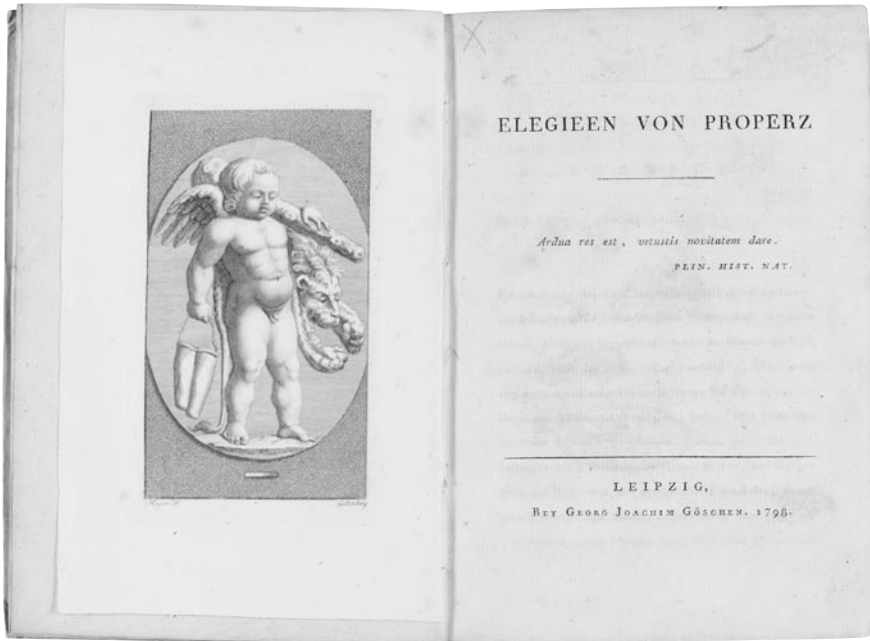 ELEGIEEN VON PROPERZ
Ardua res est, vetustis novitatem dare.
PLIN. HIST. NAT.
LEIPZIG,
BEY GEORG JOACHIM GÖSCHEN. 1798.